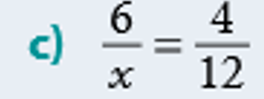 c) 6/x = 4/12